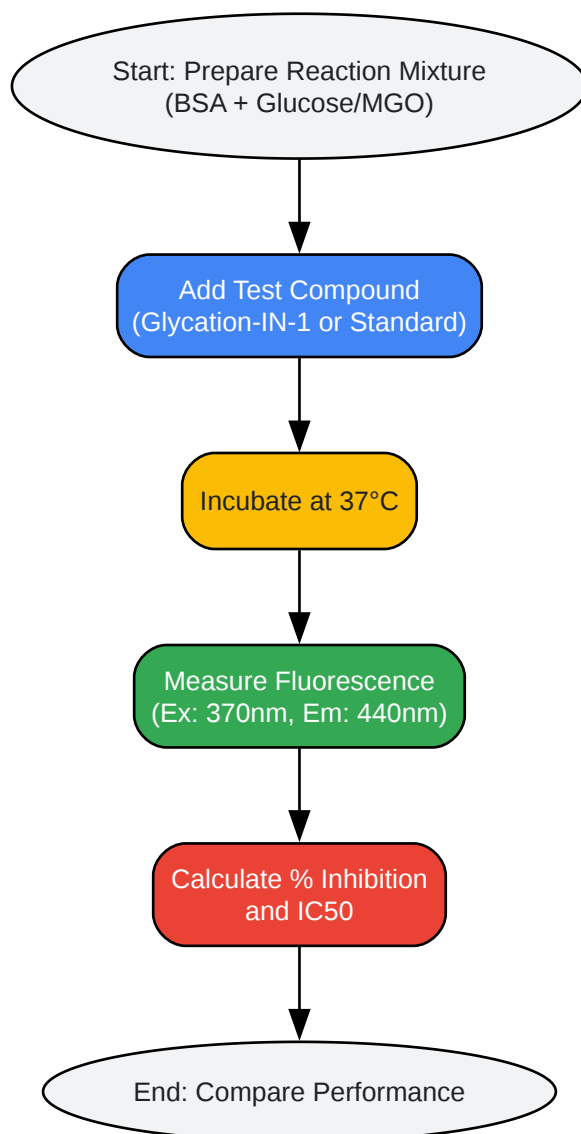 Start: Prepare Reaction Mixture
(BSA + Glucose/MGO)
Add Test Compound
(Glycation-IN-1 or Standard)
Incubate at 37°C
Measure Fluorescence
(Ex: 370nm, Em: 440nm)
Calculate % Inhibition
and IC50
End: Compare Performance